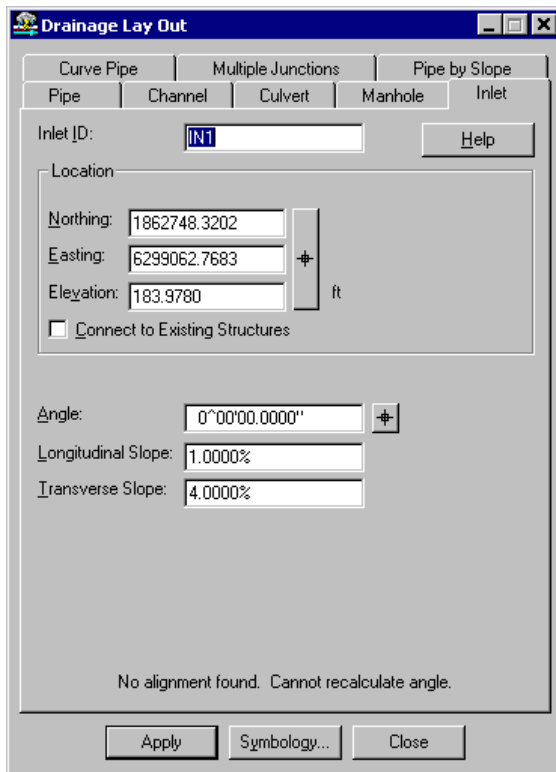 Drainage Lay Out
Curve Pipe Multiple Junctions Pipe by Slope
Pipe Channel Culvert Manhole Inlet
Inlet ID: IN1 Help
Location
Northing: 1862748.3202
Easting: 6299062.7683
Elevation: 183.9780 ft
Connect to Existing Structures
Angle: 0^00'00.0000"
Longitudinal Slope: 1.0000%
Transverse Slope: 4.0000%
No alignment found. Cannot recalculate angle.
Apply Symbology... Close